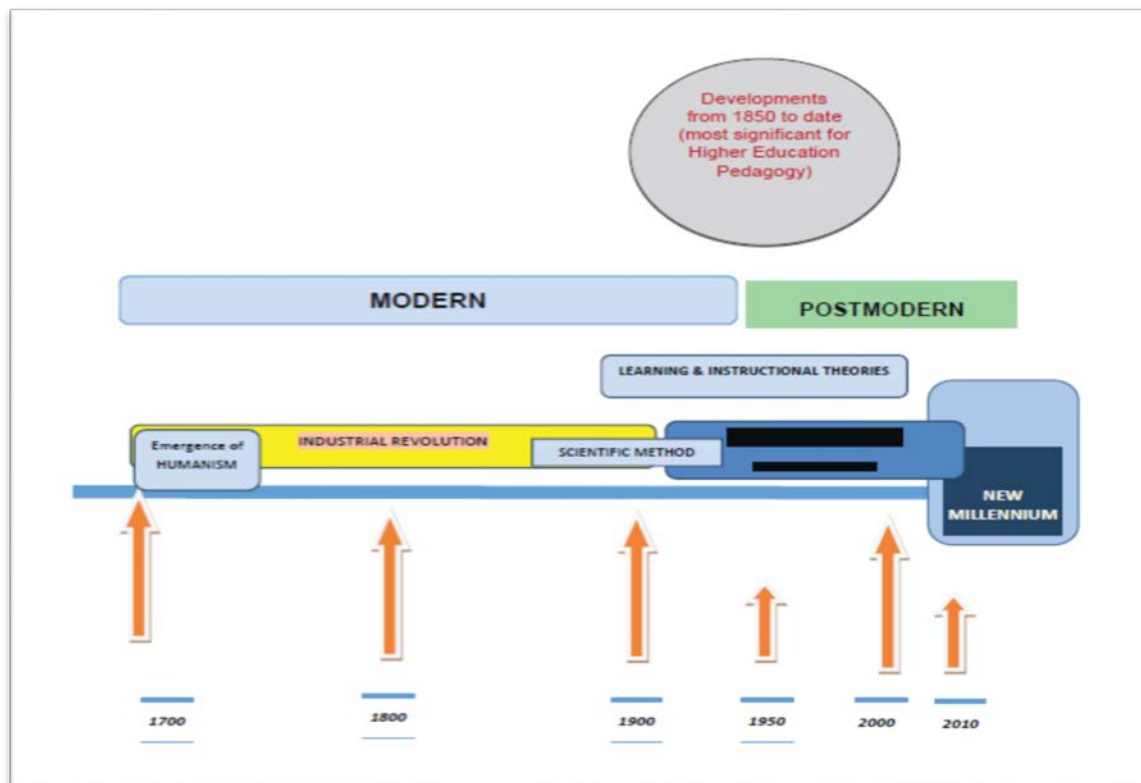 Developments
from 1850 to date
(most significant for
Higher Education
Pedagogy)
MODERN
POSTMODERN
LEARNING & INSTRUCTIONAL THEORIES
Emergence of
HUMANISM
INDUSTRIAL REVOLUTION
SCIENTIFIC METHOD
NEW
MILLENNIUM
1700
1800
1900
1950
2000
2010